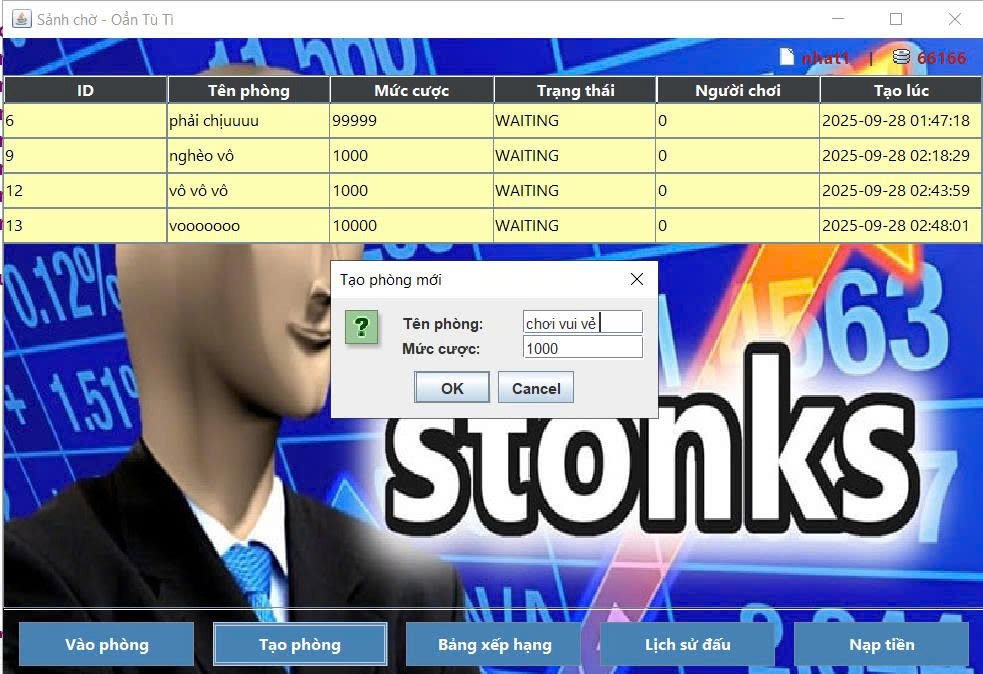 Sảnh chờ - Oẳn Tù Tì
nhat1 | 66166
ID Tên phòng Mức cược Trạng thái Người chơi Tạo lúc
6 phải chịuuuu 99999 WAITING 0 2025-09-28 01:47:18
9 nghèo vô 1000 WAITING 0 2025-09-28 02:18:29
12 vô vô vô 1000 WAITING 0 2025-09-28 02:43:59
13 vooooooo 10000 WAITING 0 2025-09-28 02:48:01
0.12%
4563
Tạo phòng mới
Tên phòng: chơi vui vẻ
Mức cược: 1000
OK Cancel
+ 1.51%
stonks
Vào phòng Tạo phòng Bảng xếp hạng Lịch sử đấu Nạp tiền